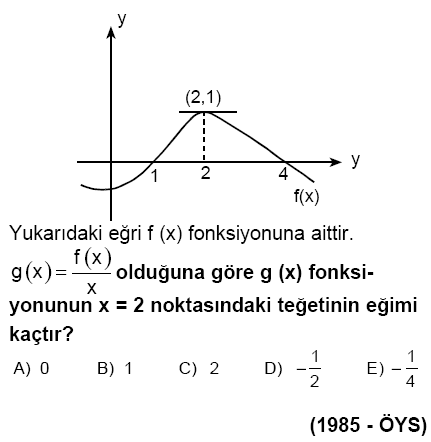 y
(2,1)
y
1 2 4
f(x)
Yukarıdaki eğri f (x) fonksiyonuna aittir.
g(x) = f(x)/x olduğuna göre g (x) fonksi-
yonunun x = 2 noktasındaki teğetinin eğimi
kaçtır?
A) 0 B) 1 C) 2 D) -1/2 E) -1/4
(1985 - ÖYS)